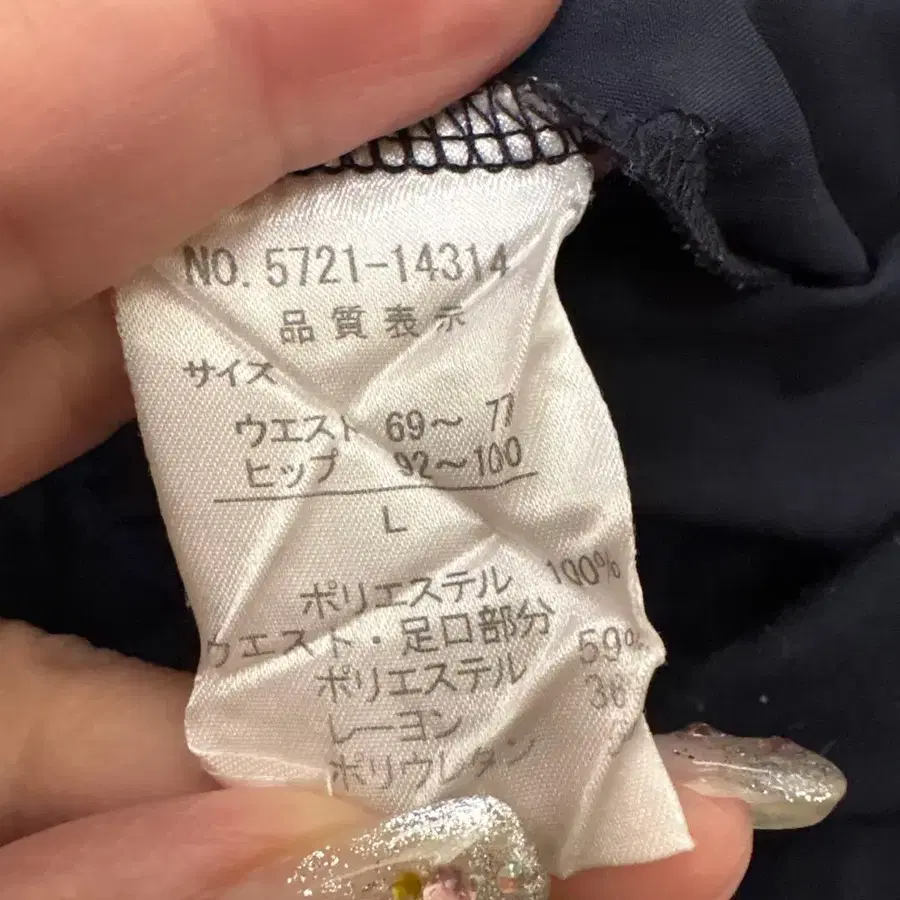 NO. 5721-14314
品質表示
サイズ
ウエスト 69～ 77
ヒップ 92～100
L
ポリエステル 100%
ウエスト・足口部分
ポリエステル 59%
レーヨン
ポリウレタン